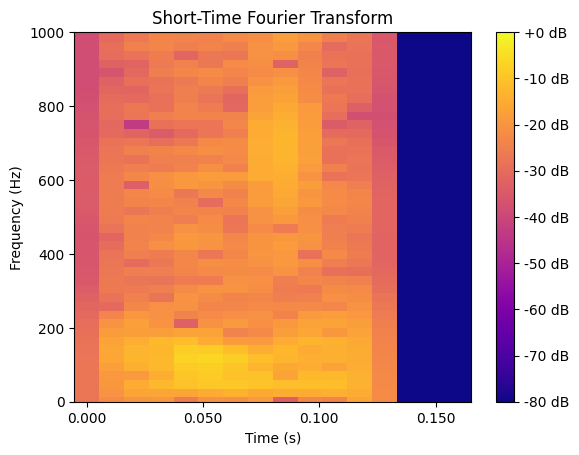 Short-Time Fourier Transform
1000
800
600
400
200
0
Frequency (Hz)
0.000
0.050
0.100
0.150
Time (s)
+0 dB
-10 dB
-20 dB
-30 dB
-40 dB
-50 dB
-60 dB
-70 dB
-80 dB